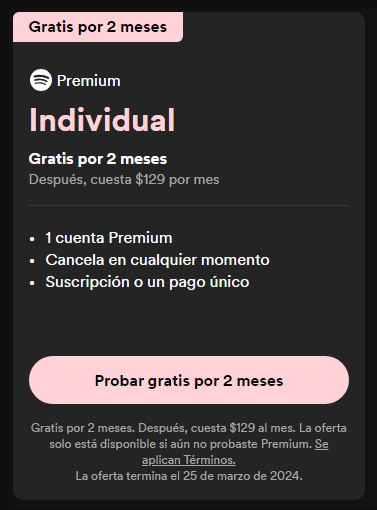 Gratis por 2 meses
Premium
Individual
Gratis por 2 meses
Después, cuesta $129 por mes
• 1 cuenta Premium
• Cancela en cualquier momento
• Suscripción o un pago único
Probar gratis por 2 meses
Gratis por 2 meses. Después, cuesta $129 al mes. La oferta
solo está disponible si aún no probaste Premium. Se
aplican Términos.
La oferta termina el 25 de marzo de 2024.